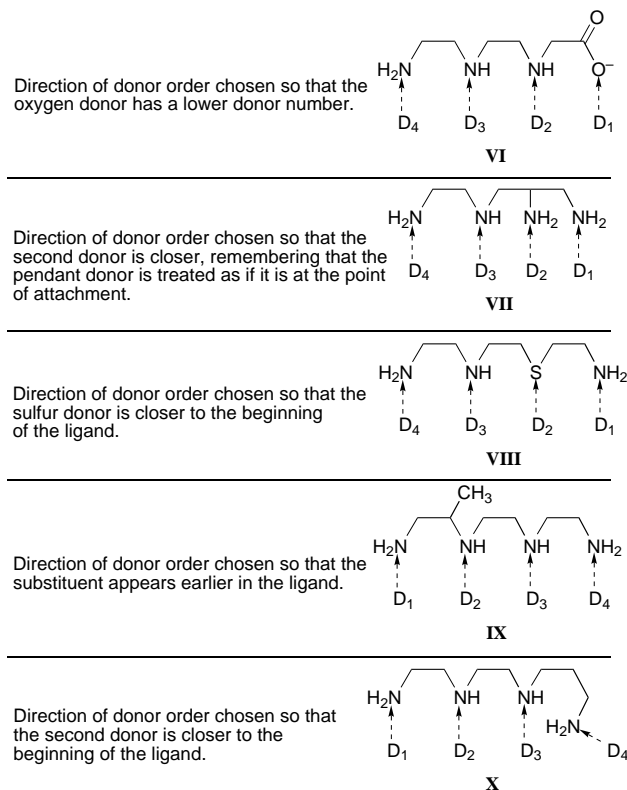 O
H₂N NH NH O⁻
D₄ D₃ D₂ D₁
VI
Direction of donor order chosen so that the
oxygen donor has a lower donor number.
H₂N NH NH₂ NH₂
D₄ D₃ D₂ D₁
VII
Direction of donor order chosen so that the
second donor is closer, remembering that the
pendant donor is treated as if it is at the point
of attachment.
H₂N NH S NH₂
D₄ D₃ D₂ D₁
VIII
Direction of donor order chosen so that the
sulfur donor is closer to the beginning
of the ligand.
CH₃
H₂N NH NH NH₂
D₁ D₂ D₃ D₄
IX
Direction of donor order chosen so that the
substituent appears earlier in the ligand.
H₂N NH NH
H₂N
D₁ D₂ D₃ D₄
X
Direction of donor order chosen so that
the second donor is closer to the
beginning of the ligand.